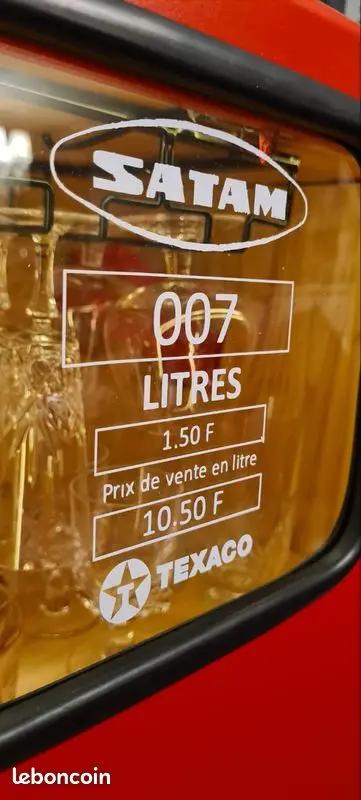 SATAM
007
LITRES
1.50 F
Prix de vente en litre
10.50 F
T TEXACO
leboncoin